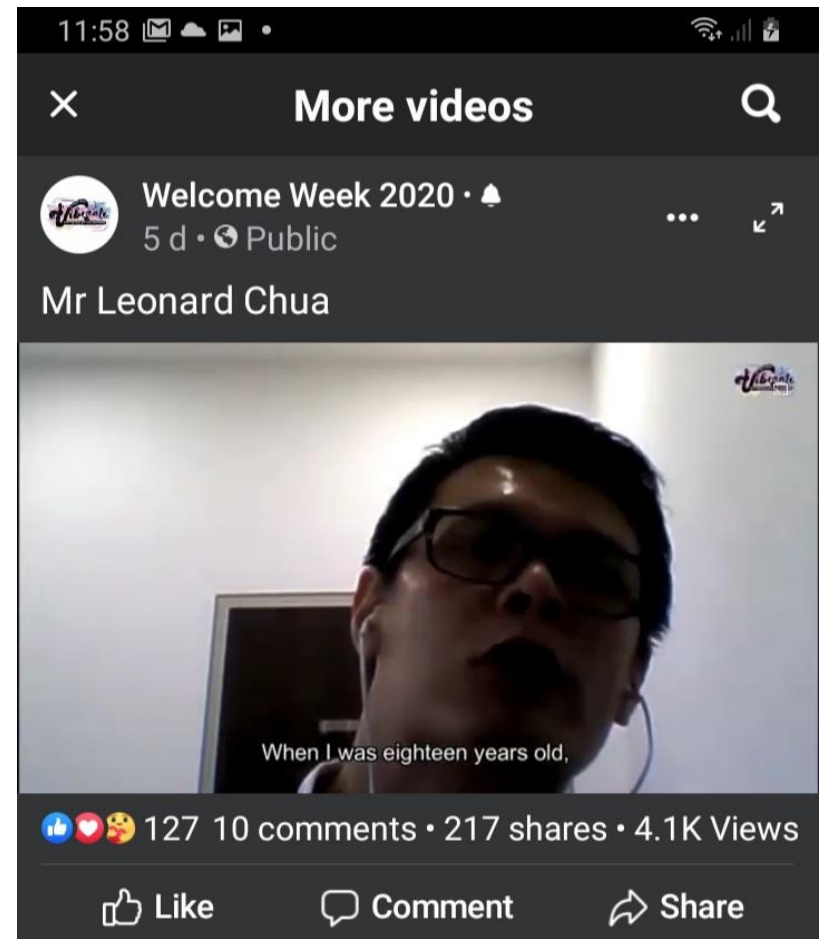 11:58
More videos
Welcome Week 2020 ·
5 d · Public
Mr Leonard Chua
When I was eighteen years old,
127 10 comments • 217 shares • 4.1K Views
Like Comment Share